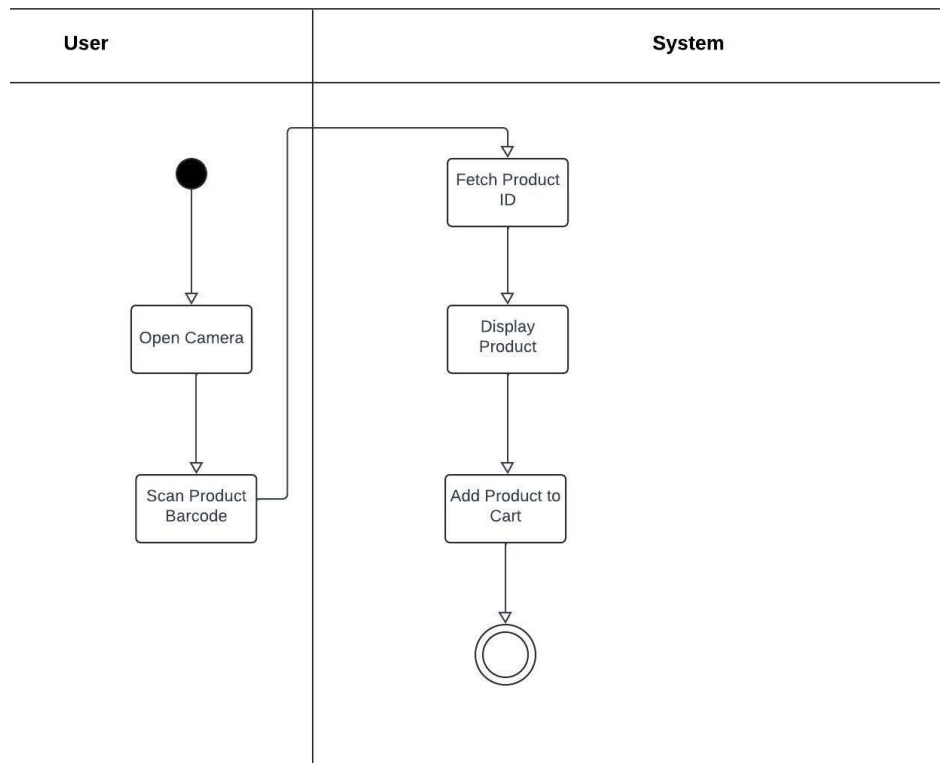 User
System
Open Camera
Scan Product
Barcode
Fetch Product
ID
Display
Product
Add Product to
Cart